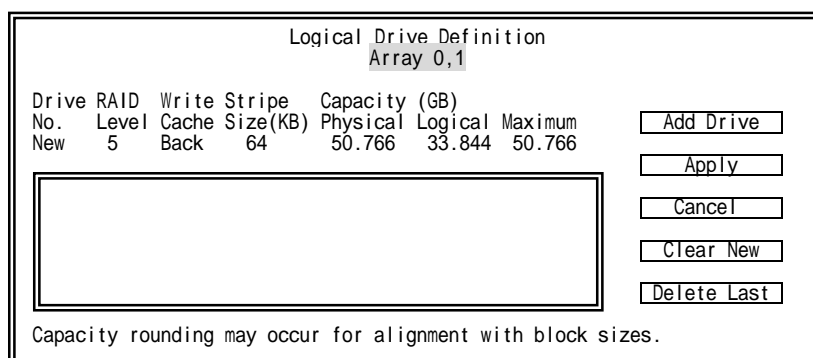 Logical Drive Definition
Array 0,1
Drive RAID Write Stripe Capacity (GB)
No. Level Cache Size(KB) Physical Logical Maximum
New 5 Back 64 50.766 33.844 50.766
Add Drive
Apply
Cancel
Clear New
Delete Last
Capacity rounding may occur for alignment with block sizes.